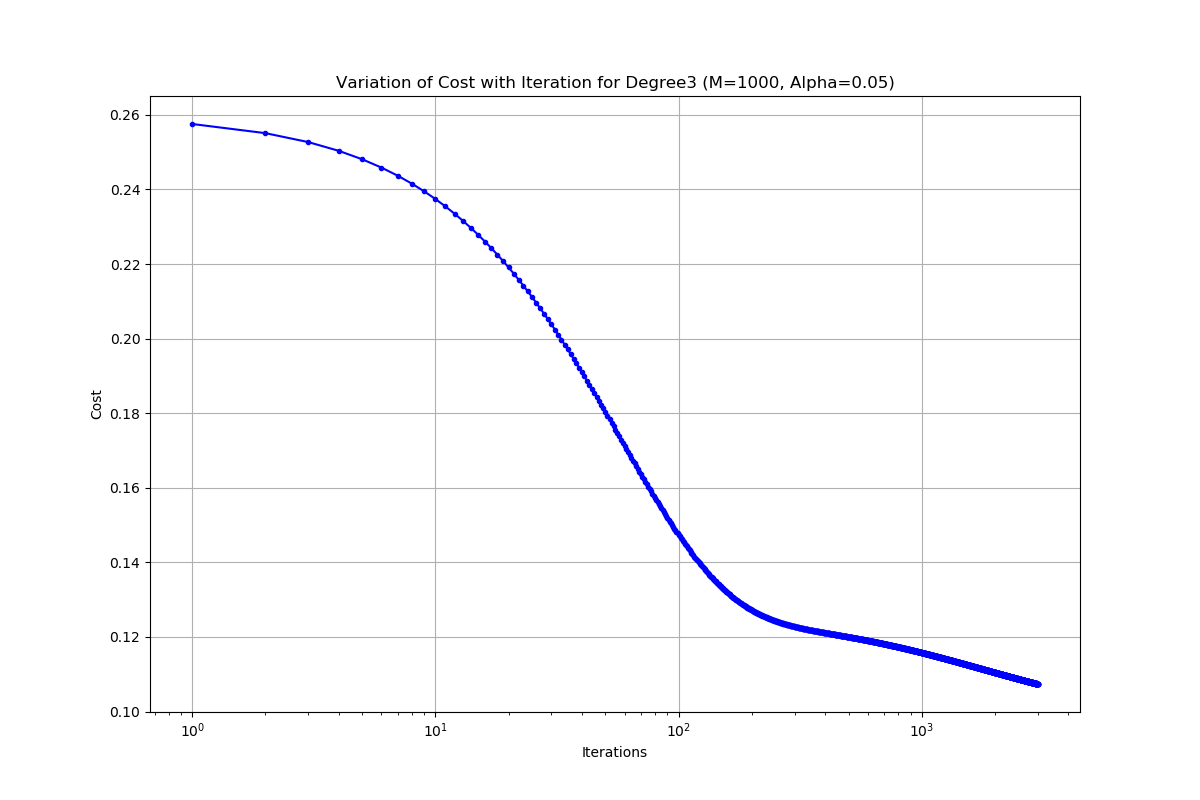 Variation of Cost with Iteration for Degree3 (M=1000, Alpha=0.05)
0.26
0.24
0.22
0.20
0.18
0.16
0.14
0.12
0.10
Cost
10⁰ 10¹ 10² 10³
Iterations